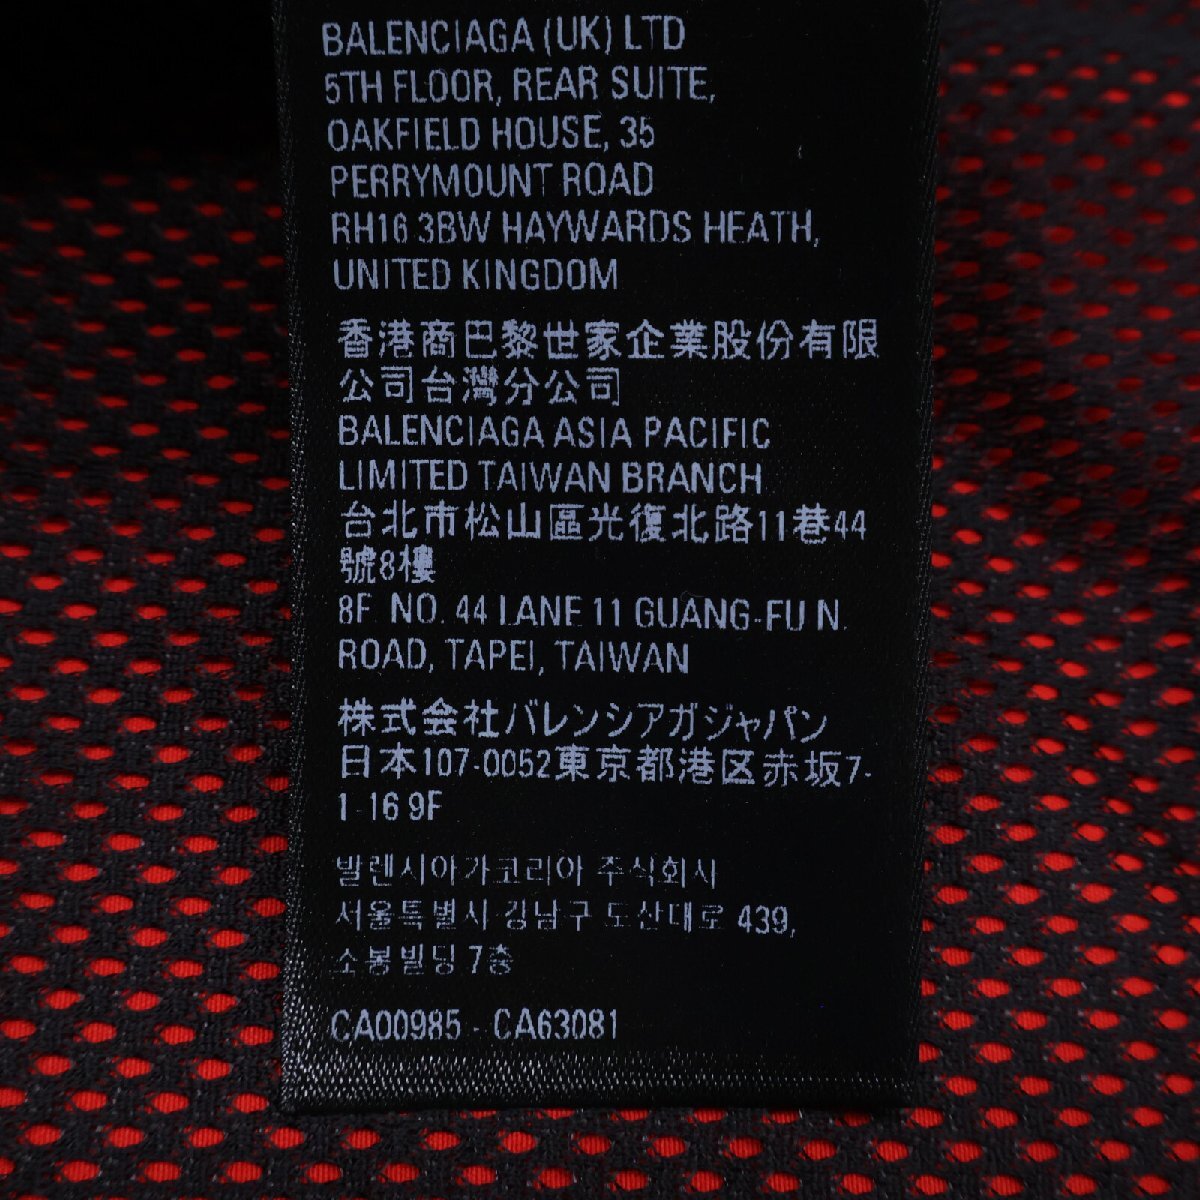 BALENCIAGA (UK) LTD
5TH FLOOR, REAR SUITE,
OAKFIELD HOUSE, 35
PERRYMOUNT ROAD
RH16 3BW HAYWARDS HEATH,
UNITED KINGDOM
香港商巴黎世家企業股份有限
公司台灣分公司
BALENCIAGA ASIA PACIFIC
LIMITED TAIWAN BRANCH
台北市松山區光復北路11巷44
號8樓
8F NO. 44 LANE 11 GUANG-FU N.
ROAD, TAPEI, TAIWAN
株式会社バレンシアガジャパン
日本107-0052東京都港区赤坂7-
1-16 9F
발렌시아가코리아 주식회사
서울특별시 강남구 도산대로 439,
소봉빌딩 7층
CA00985 - CA63081